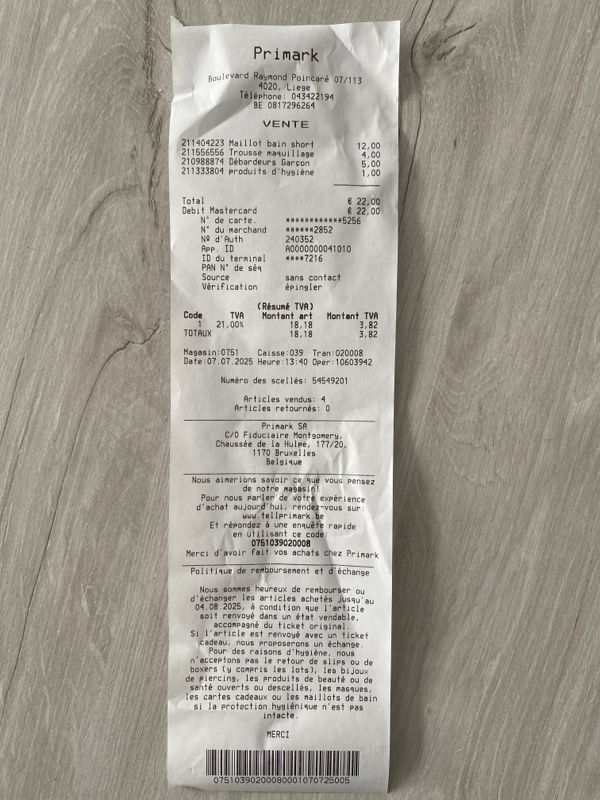 Primark
Boulevard Raymond Poincaré 07/113
4020, Liege
Téléphone: 043422194
BE 0817296264
VENTE
211404223 Maillot bain short 12,00
211556556 Trousse maquillage 4,00
210988874 Débardeurs Garçon 5,00
211333804 produits d'hygiène 1,00
Total € 22,00
Debit Mastercard € 22,00
N° de carte. ************5256
N° du marchand ******2852
Nº d'Auth 240352
App. ID A0000000041010
ID du terminal ****7216
PAN N° de séq
Source sans contact
Vérification épingler
(Résumé TVA)
Code TVA Montant art Montant TVA
1 21,00% 18,18 3,82
TOTAUX 18,18 3,82
Magasin:0751 Caisse:039 Tran:020008
Date:07.07.2025 Heure:13:40 Oper:10603942
Numéro des scellés: 54549201
Articles vendus: 4
Articles retournés: 0
Primark SA
C/O Fiduciaire Montgomery,
Chaussée de la Hulpe, 177/20,
1170 Bruxelles
Belgique
Nous aimerions savoir ce que vous pensez
de notre magasin!
Pour nous parler de votre expérience
d'achat aujourd'hui, rendez-vous sur:
www.tellprimark.be
Et répondez à une enquête rapide
en utilisant ce code:
0751039020008
Merci d'avoir fait vos achats chez Primark
Politique de remboursement et d'échange
Nous sommes heureux de rembourser ou
d'échanger les articles achetés jusqu'au
04.08.2025, à condition que l'article
soit renvoyé dans un état vendable,
accompagné du ticket original.
Si l'article est renvoyé avec un ticket
cadeau, nous proposerons un échange.
Pour des raisons d'hygiène, nous
n'acceptons pas le retour de slips ou de
boxers (y compris les lots), les bijoux
de piercing, les produits de beauté ou de
santé ouverts ou descellés, les masques,
les cartes cadeaux ou les maillots de bain
si la protection hygiénique n'est pas
intacte.
MERCI
07510390200080001070725005